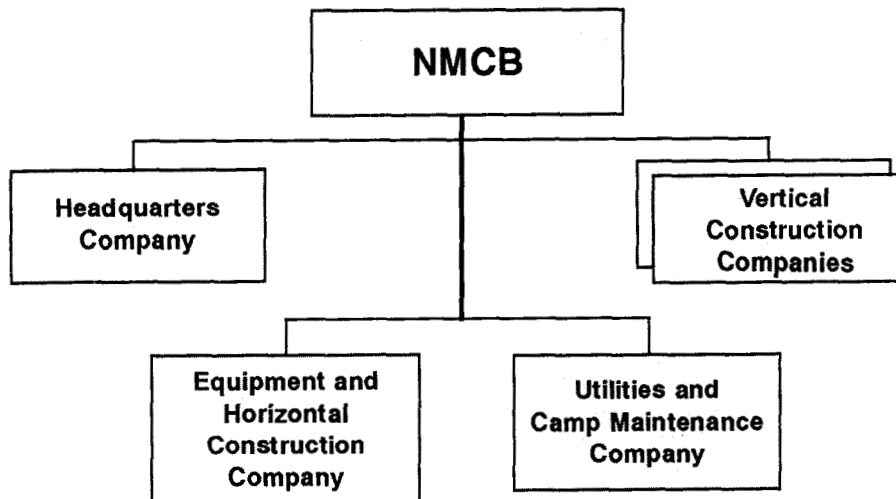 NMCB
Headquarters
Company
Vertical
Construction
Companies
Equipment and
Horizontal
Construction
Company
Utilities and
Camp Maintenance
Company